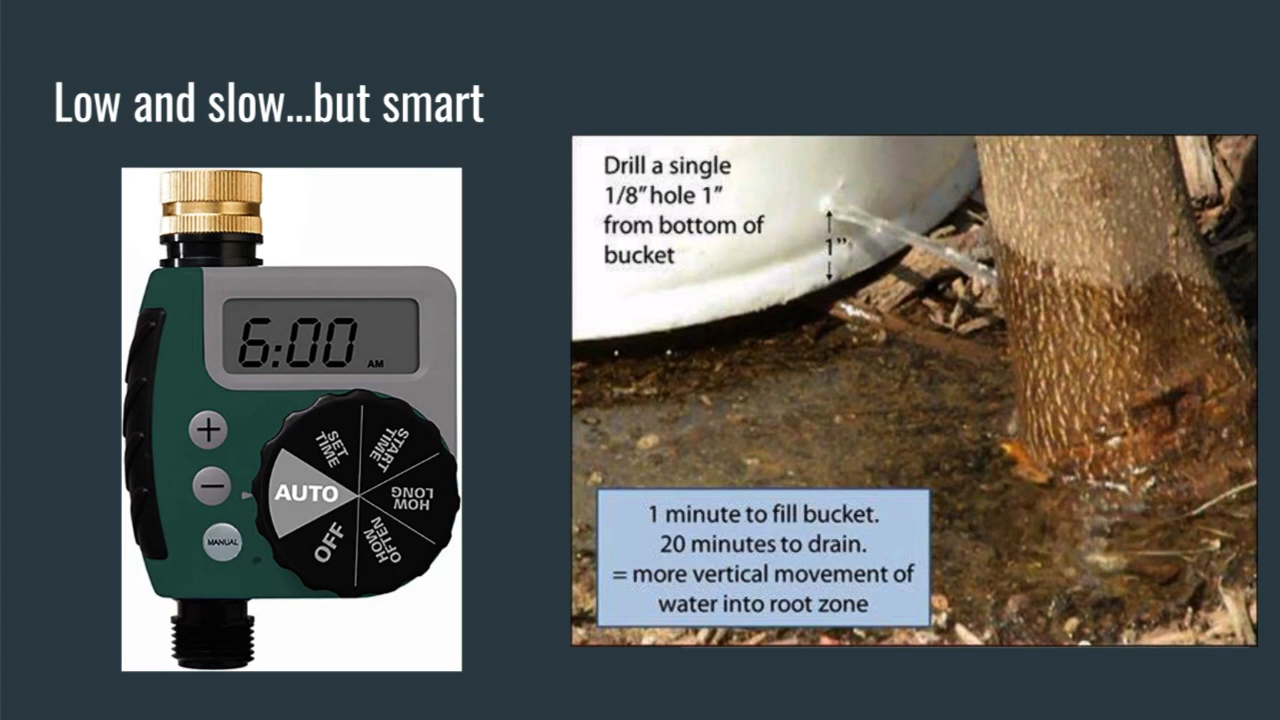 Low and slow...but smart
6:00 AM
+
SET
TIME
START
TIME
HOW
LONG
HOW
OFTEN
OFF
AUTO
−
MANUAL
Drill a single
1/8" hole 1"
from bottom of
bucket
1"
1 minute to fill bucket.
20 minutes to drain.
= more vertical movement of
water into root zone